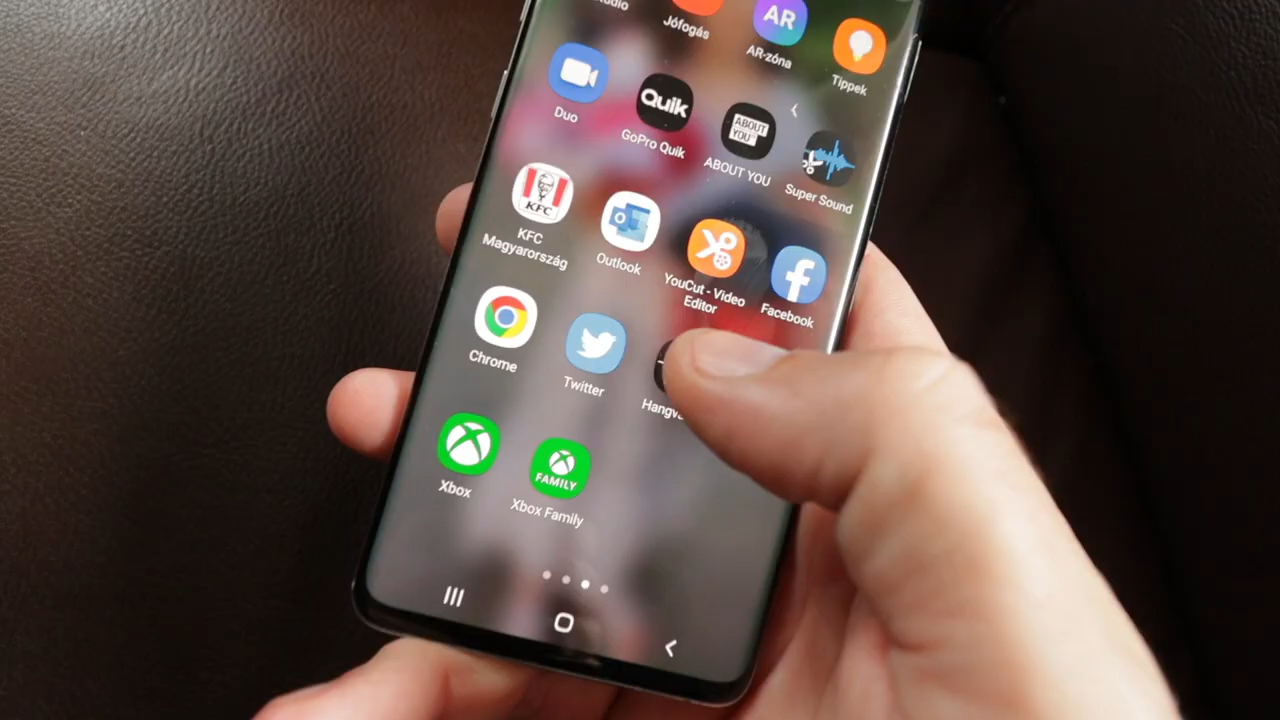 Jófogás
AR
AR-zóna
Tippek
Duo
Quik
GoPro Quik
ABOUT
YOU
ABOUT YOU
Super Sound
KFC
KFC
Magyarország
Outlook
YouCut - Video
Editor
Facebook
Chrome
Twitter
Xbox
FAMILY
Xbox Family